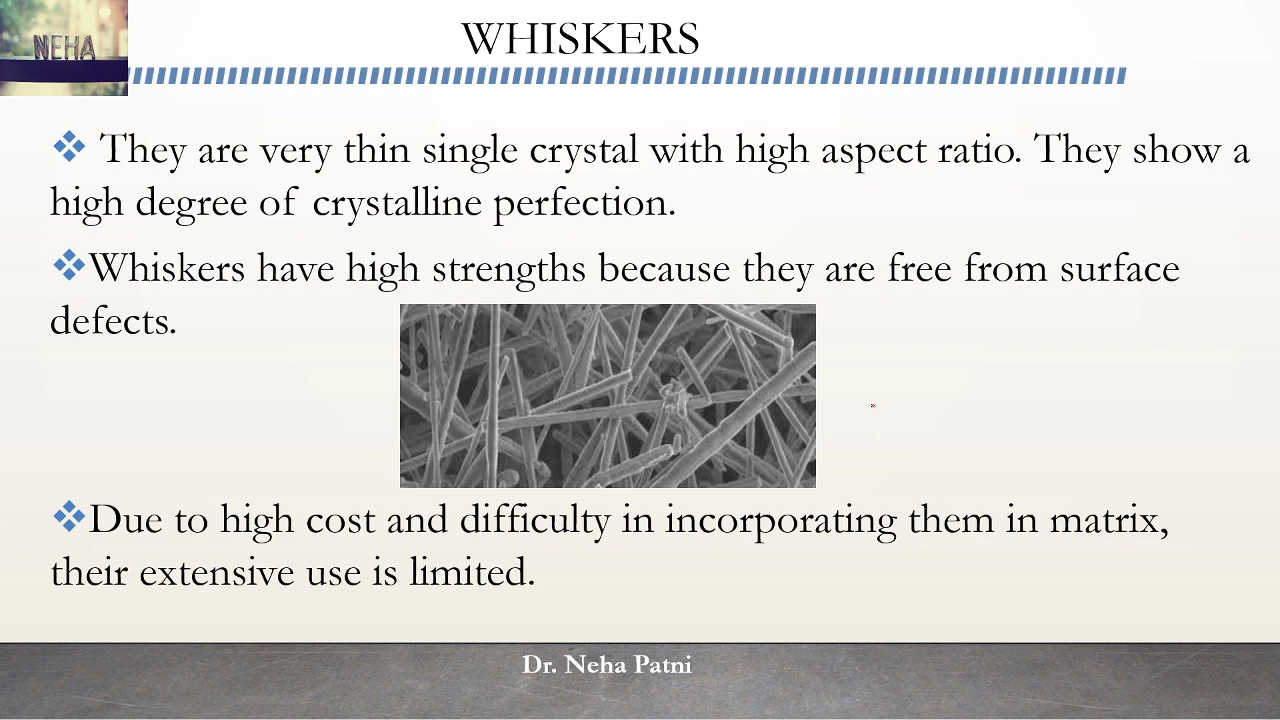 NEHA
WHISKERS
They are very thin single crystal with high aspect ratio. They show a
high degree of crystalline perfection.
Whiskers have high strengths because they are free from surface
defects.
Due to high cost and difficulty in incorporating them in matrix,
their extensive use is limited.
Dr. Neha Patni